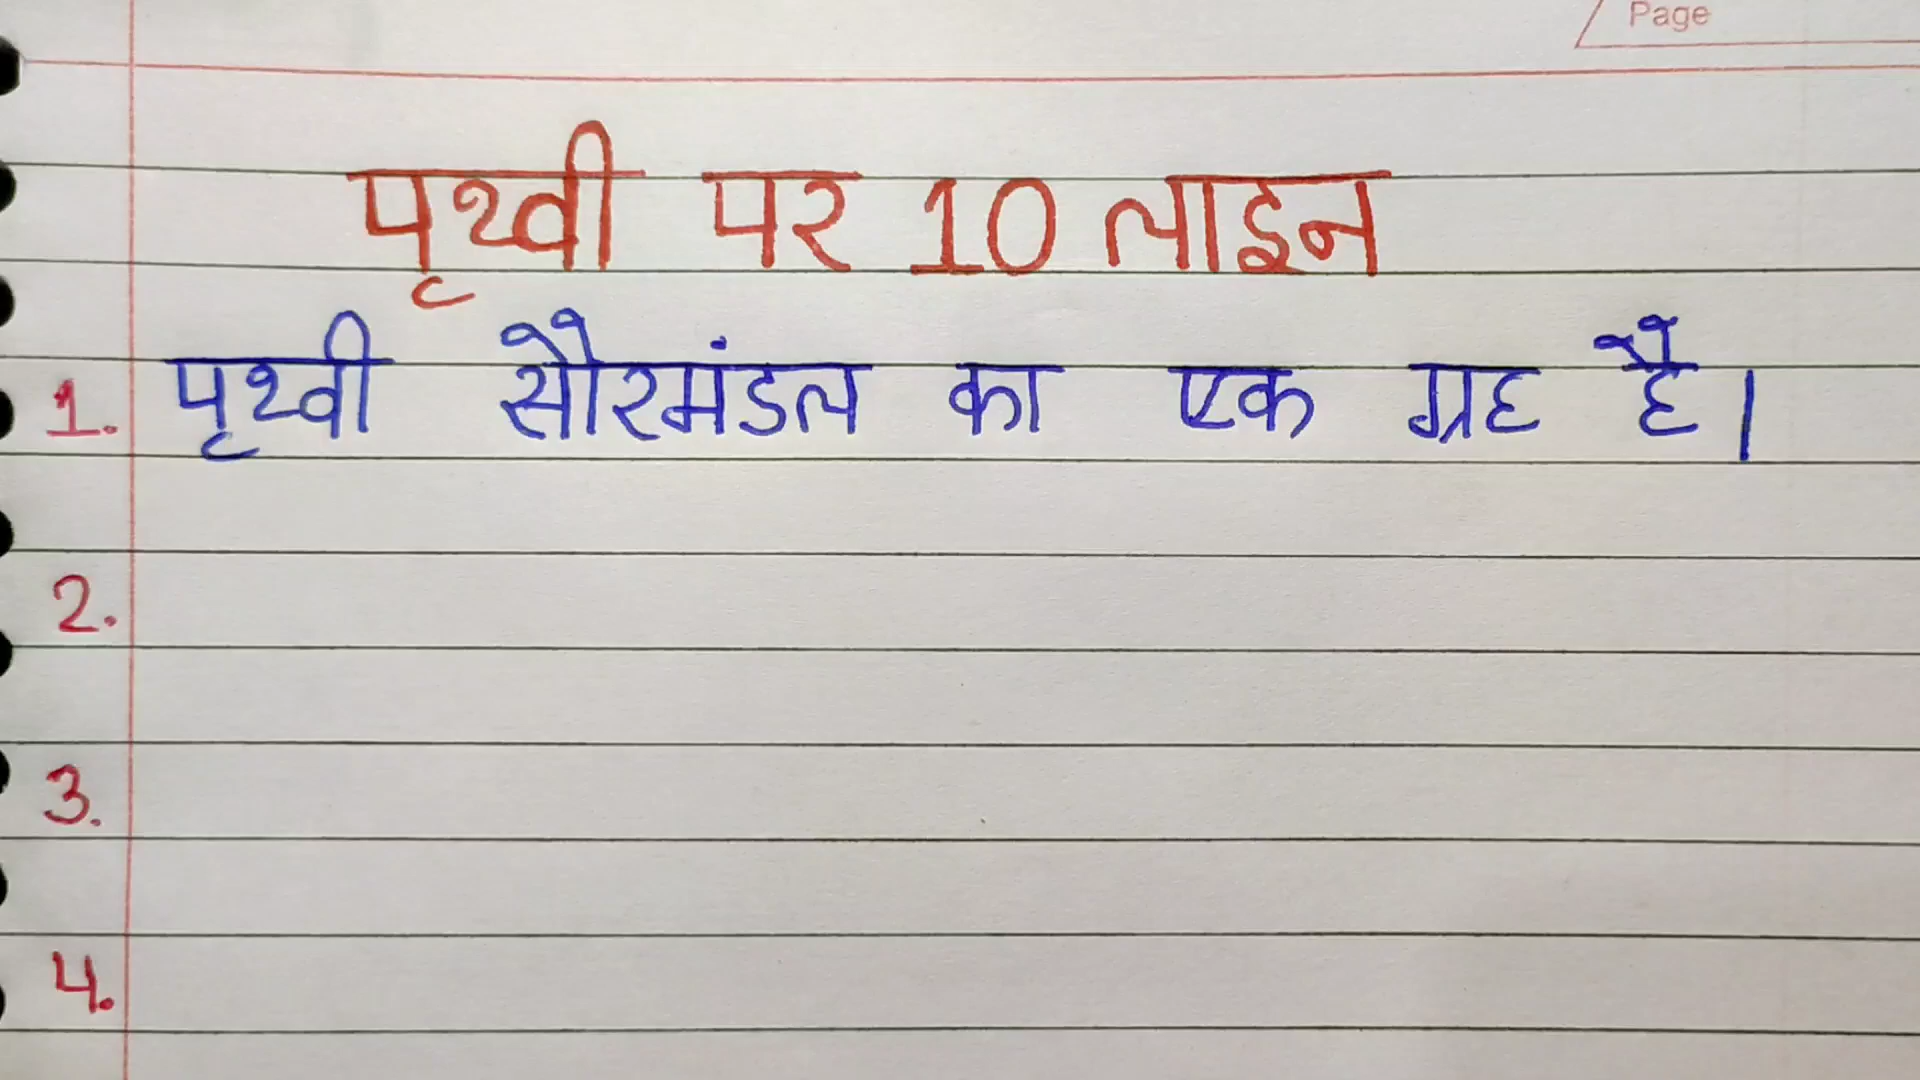 Page
पृथ्वी पर 10 लाइन
1. पृथ्वी सौरमंडल का एक ग्रह है।
2.
3.
4.